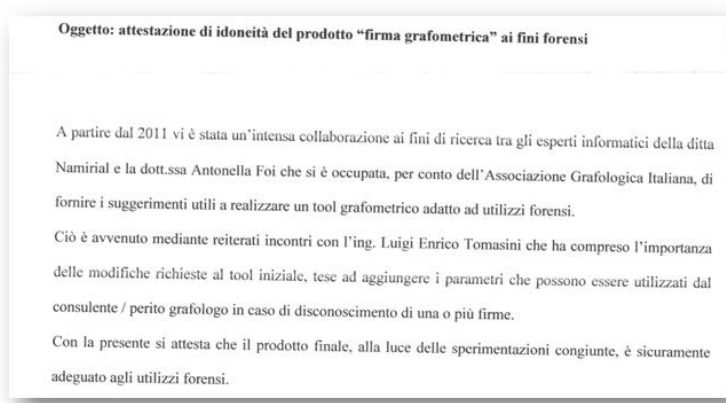 Oggetto: attestazione di idoneità del prodotto “firma grafometrica” ai fini forensi
A partire dal 2011 vi è stata un’intensa collaborazione ai fini di ricerca tra gli esperti informatici della ditta
Namirial e la dott.ssa Antonella Foi che si è occupata, per conto dell’Associazione Grafologica Italiana, di
fornire i suggerimenti utili a realizzare un tool grafometrico adatto ad utilizzi forensi.
Ciò è avvenuto mediante reiterati incontri con l’ing. Luigi Enrico Tomasini che ha compreso l’importanza
delle modifiche richieste al tool iniziale, tese ad aggiungere i parametri che possono essere utilizzati dal
consulente / perito grafologo in caso di disconoscimento di una o più firme.
Con la presente si attesta che il prodotto finale, alla luce delle sperimentazioni congiunte, è sicuramente
adeguato agli utilizzi forensi.